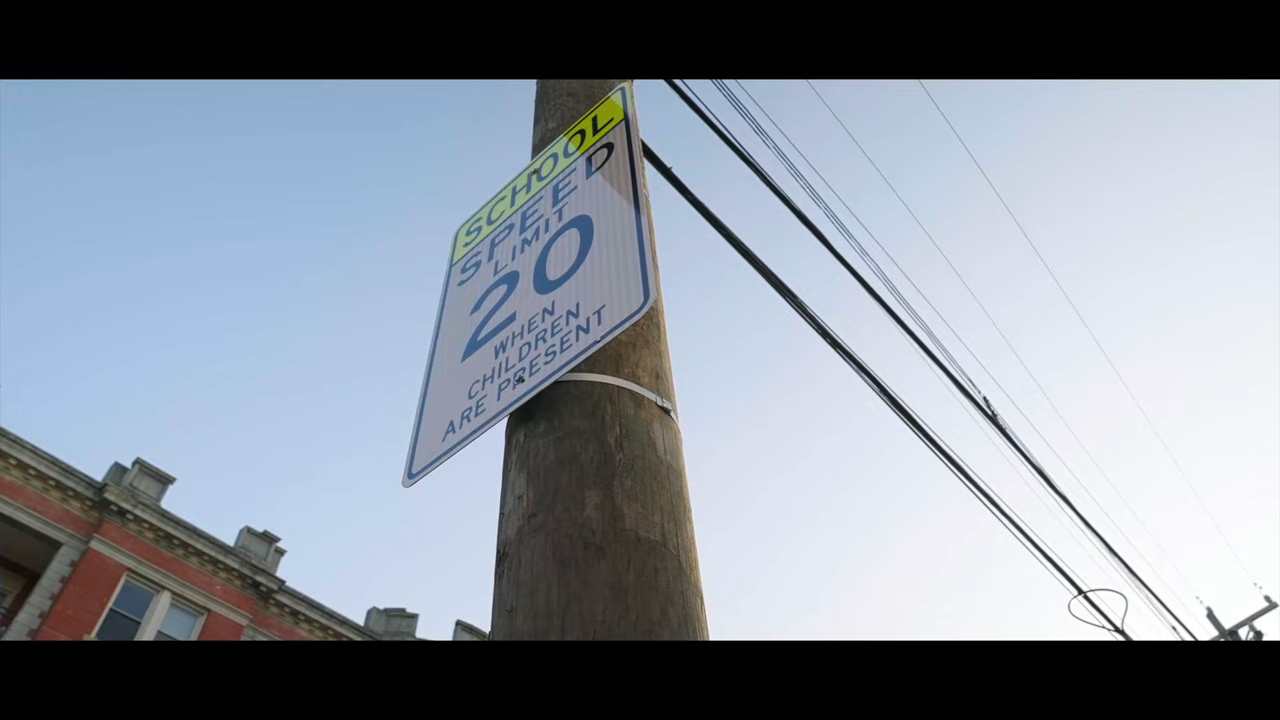 SCHOOL
SPEED
LIMIT
20
WHEN
CHILDREN
ARE PRESENT